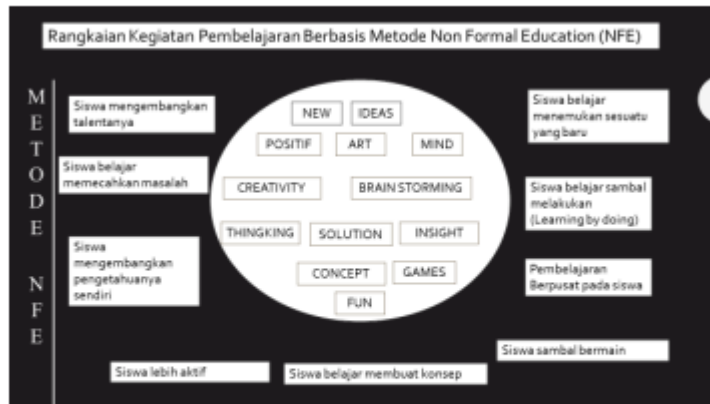 Rangkaian Kegiatan Pembelajaran Berbasis Metode Non Formal Education (NFE)
METODE NFE
Siswa mengembangkan
talentanya
Siswa belajar
memecahkan masalah
Siswa
mengembangkan
pengetahuanya
sendiri
NEW IDEAS
POSITIF ART MIND
CREATIVITY BRAIN STORMING
THINGKING SOLUTION INSIGHT
CONCEPT GAMES
FUN
Siswa belajar
menemukan sesuatu
yang baru
Siswa belajar sambal
melakukan
(Learning by doing)
Pembelajaran
Berpusat pada siswa
Siswa sambal bermain
Siswa lebih aktif
Siswa belajar membuat konsep